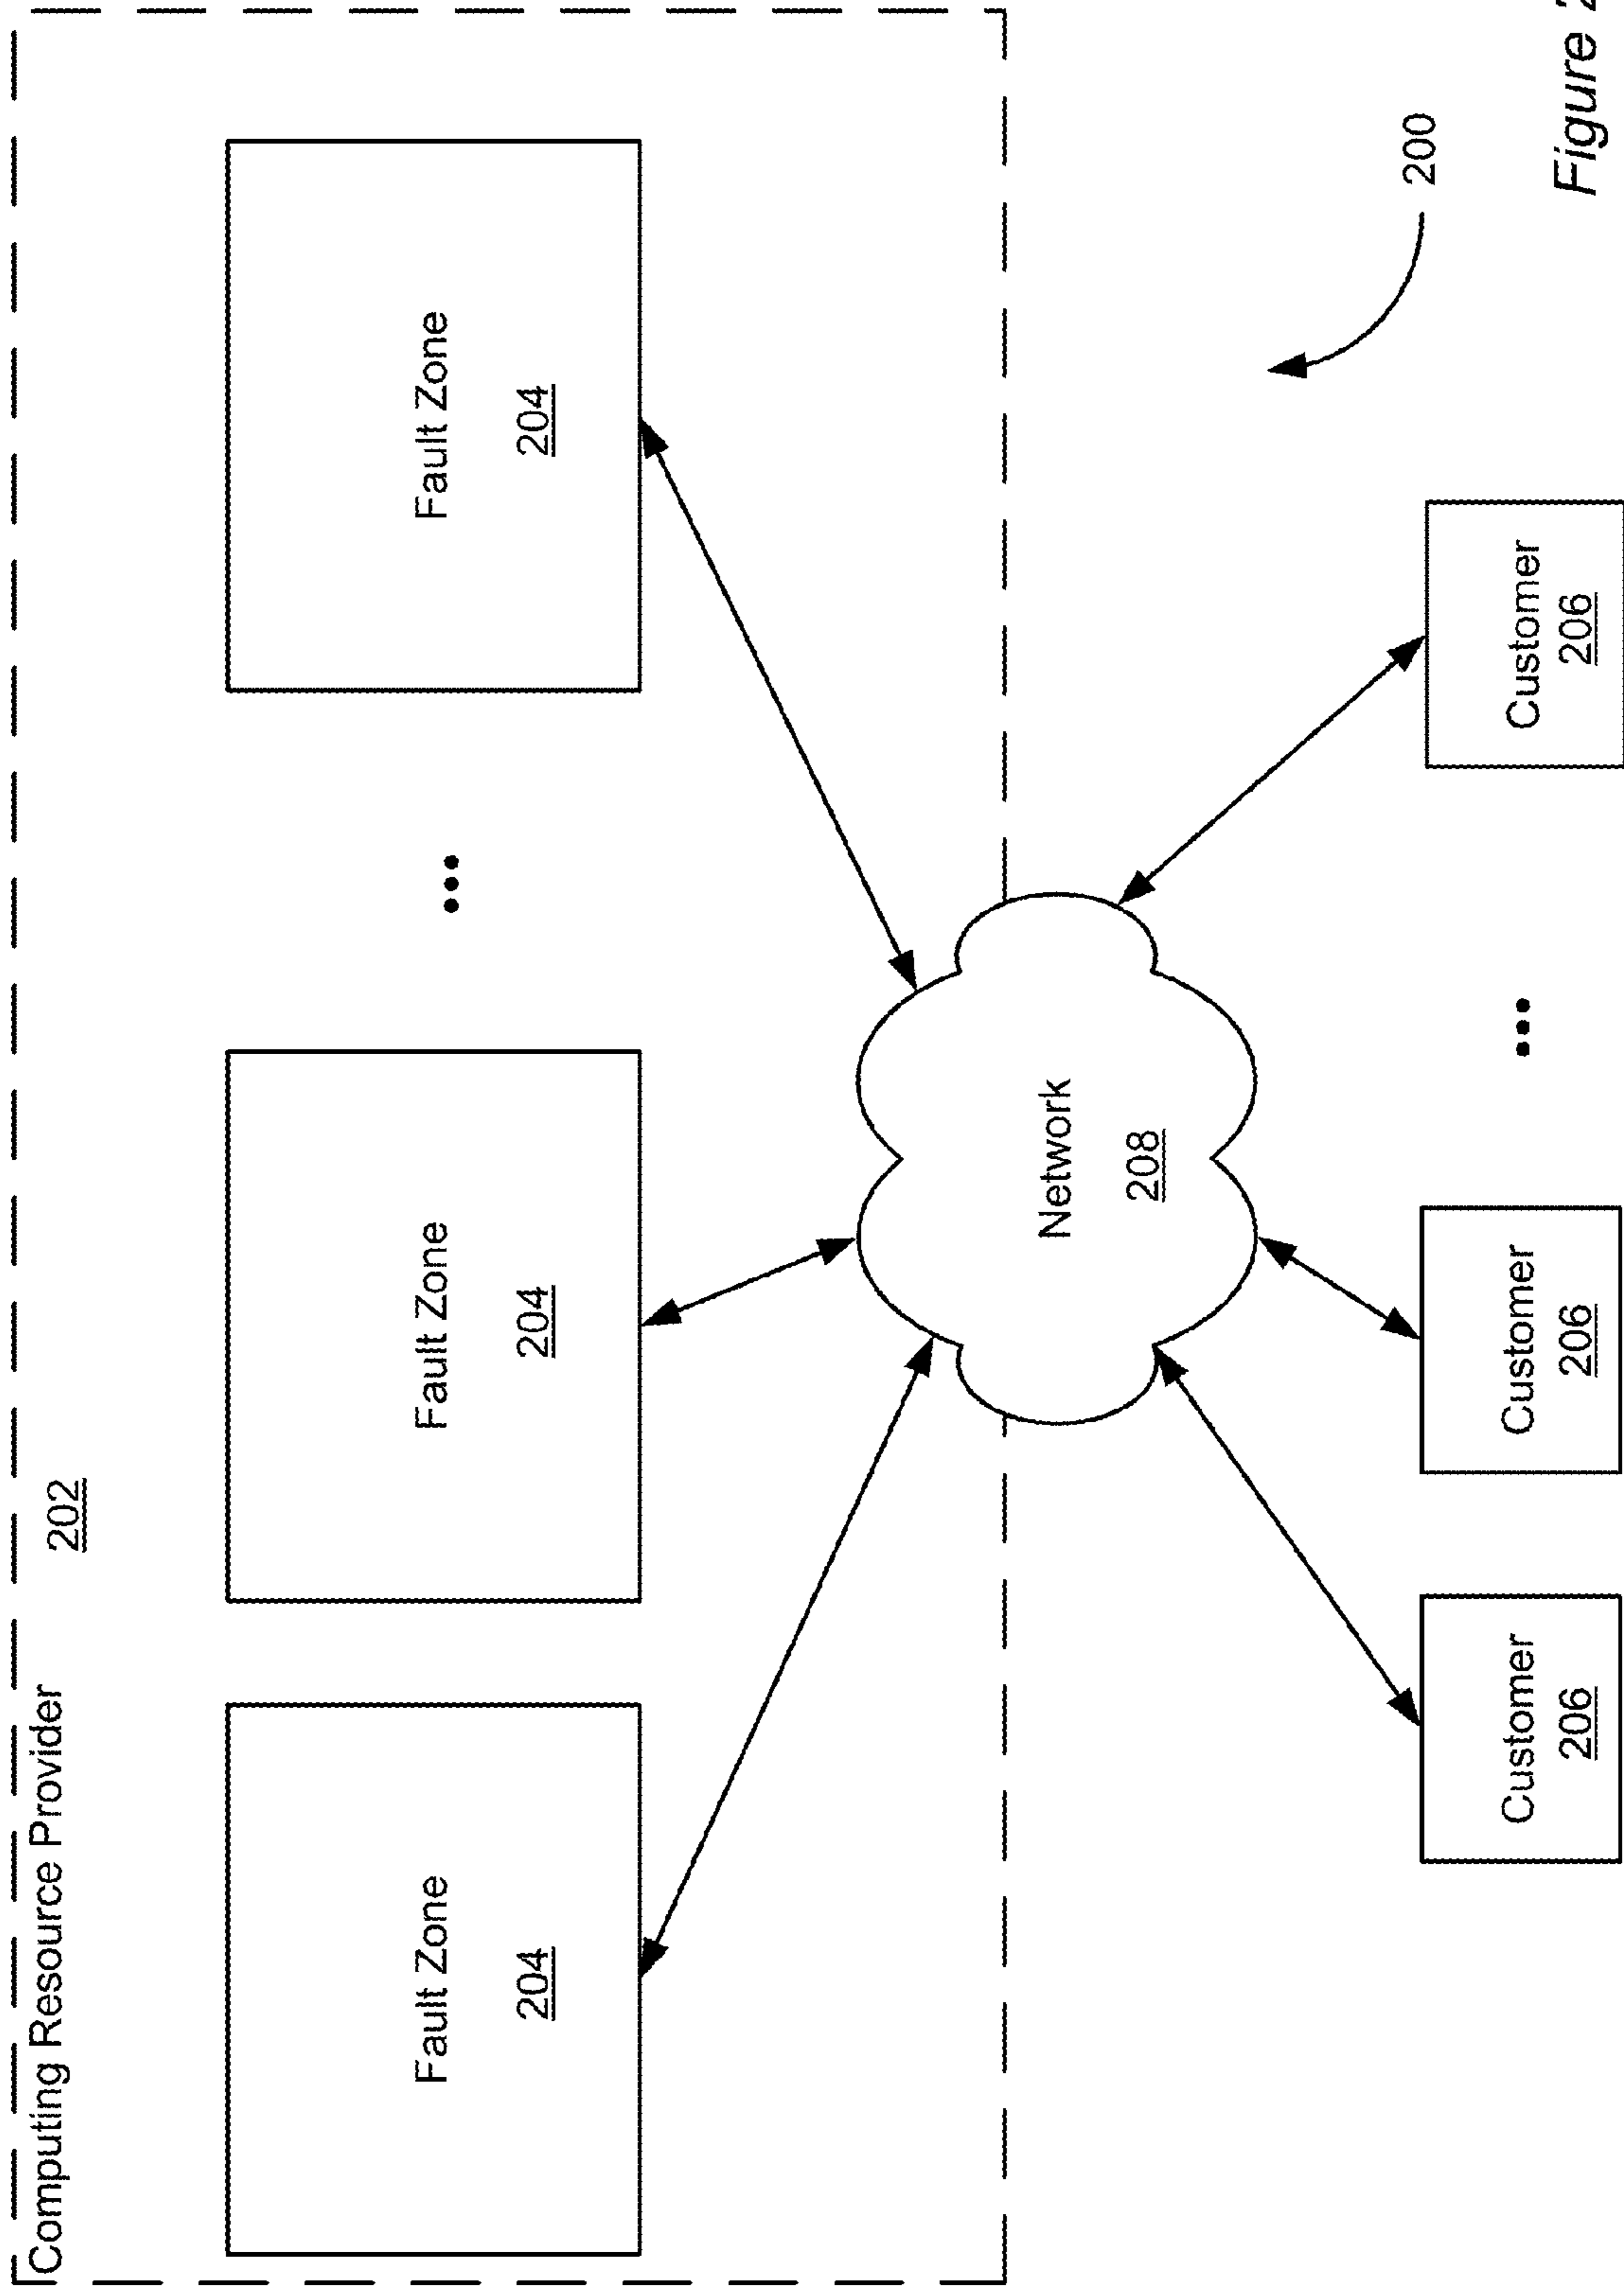 Computing Resource Provider
202
Fault Zone
204
Fault Zone
204
...
Fault Zone
204
Network
208
200
Customer
206
Customer
206
...
Customer
206
Figure 2